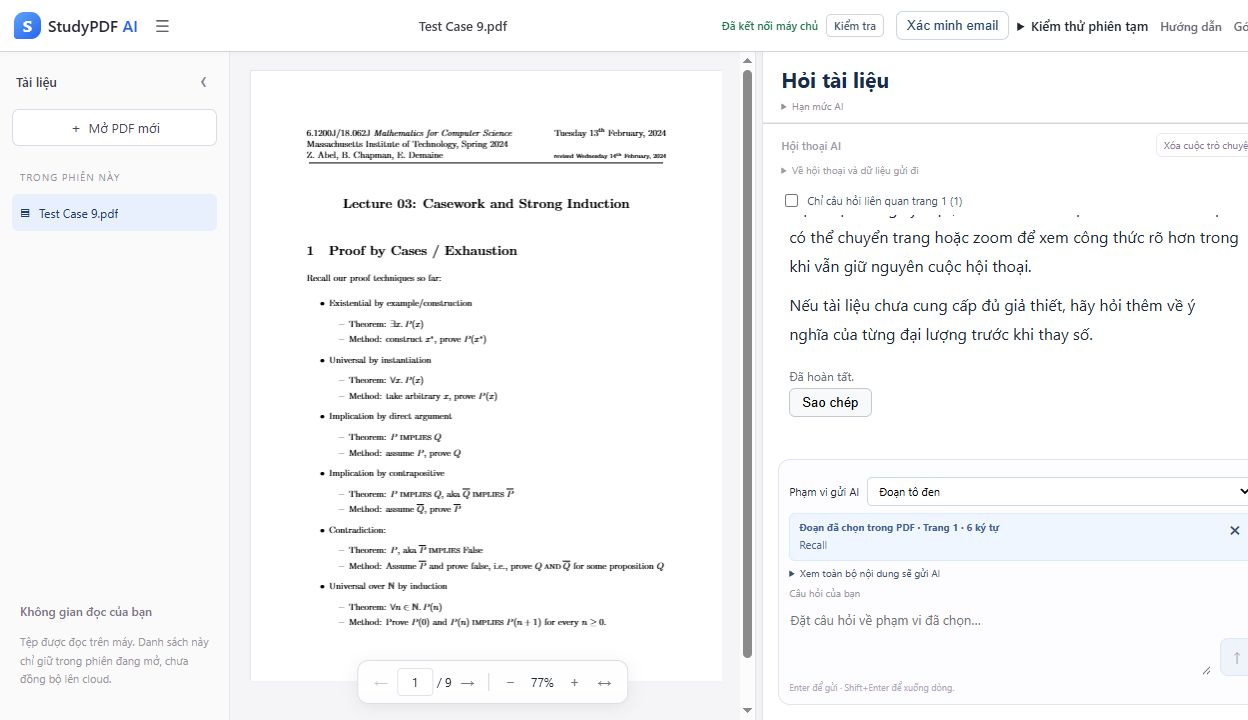 S StudyPDF AI ☰
Test Case 9.pdf
Đã kết nối máy chủ Kiểm tra Xác minh email ▶ Kiểm thử phiên tạm Hướng dẫn
Tài liệu
+ Mở PDF mới
TRONG PHIÊN NÀY
Test Case 9.pdf
Không gian đọc của bạn
Tệp được đọc trên máy. Danh sách này
chỉ giữ trong phiên đang mở, chưa
đồng bộ lên cloud.
6.1200J/18.062J Mathematics for Computer Science Tuesday 13th February, 2024
Massachusetts Institute of Technology, Spring 2024
Z. Abel, B. Chapman, E. Demaine revised Wednesday 14th February, 2024
Lecture 03: Casework and Strong Induction
1 Proof by Cases / Exhaustion
Recall our proof techniques so far:
• Existential by example/construction
– Theorem: ∃x. P(x)
– Method: construct x*, prove P(x*)
• Universal by instantiation
– Theorem: ∀x. P(x)
– Method: take arbitrary x, prove P(x)
• Implication by direct argument
– Theorem: P IMPLIES Q
– Method: assume P, prove Q
• Implication by contrapositive
– Theorem: P IMPLIES Q, aka Q̅ IMPLIES P̅
– Method: assume Q̅, prove P̅
• Contradiction:
– Theorem: P, aka P̅ IMPLIES False
– Method: Assume P̅ and prove false, i.e., prove Q AND Q̅ for some proposition Q
• Universal over ℕ by induction
– Theorem: ∀n ∈ ℕ. P(n)
– Method: Prove P(0) and P(n) IMPLIES P(n + 1) for every n ≥ 0.
← 1 / 9 → − 77% + ↔
Hỏi tài liệu
▶ Hạn mức AI
Hội thoại AI
Xóa cuộc trò chuyệ
▶ Về hội thoại và dữ liệu gửi đi
Chỉ câu hỏi liên quan trang 1 (1)
có thể chuyển trang hoặc zoom để xem công thức rõ hơn trong
khi vẫn giữ nguyên cuộc hội thoại.
Nếu tài liệu chưa cung cấp đủ giả thiết, hãy hỏi thêm về ý
nghĩa của từng đại lượng trước khi thay số.
Đã hoàn tất.
Sao chép
Phạm vi gửi AI Đoạn tô đen
Đoạn đã chọn trong PDF · Trang 1 · 6 ký tự ✕
Recall
▶ Xem toàn bộ nội dung sẽ gửi AI
Câu hỏi của bạn
Đặt câu hỏi về phạm vi đã chọn...
↑
Enter để gửi · Shift+Enter để xuống dòng.